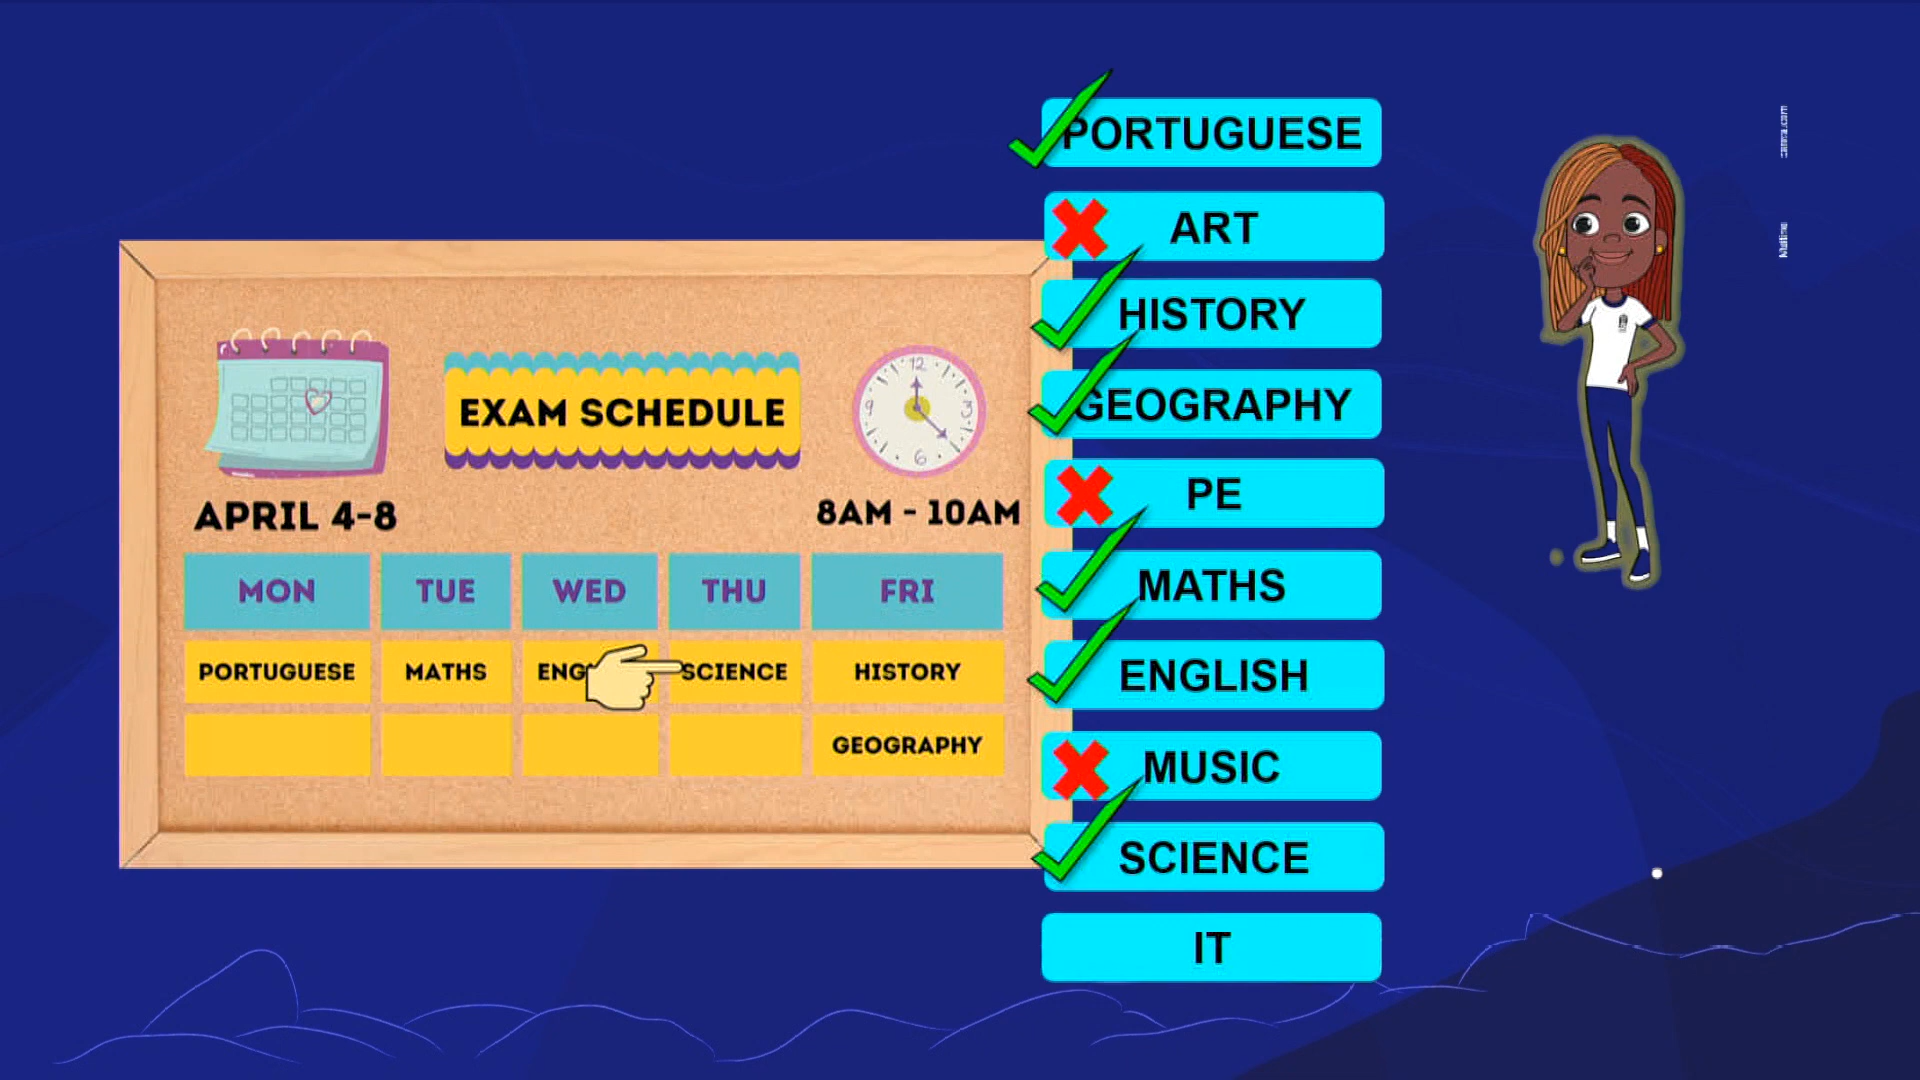 EXAM SCHEDULE
APRIL 4-8
8AM - 10AM
MON TUE WED THU FRI
PORTUGUESE MATHS SCIENCE HISTORY
GEOGRAPHY
PORTUGUESE
ART
HISTORY
GEOGRAPHY
PE
MATHS
ENGLISH
MUSIC
SCIENCE
IT